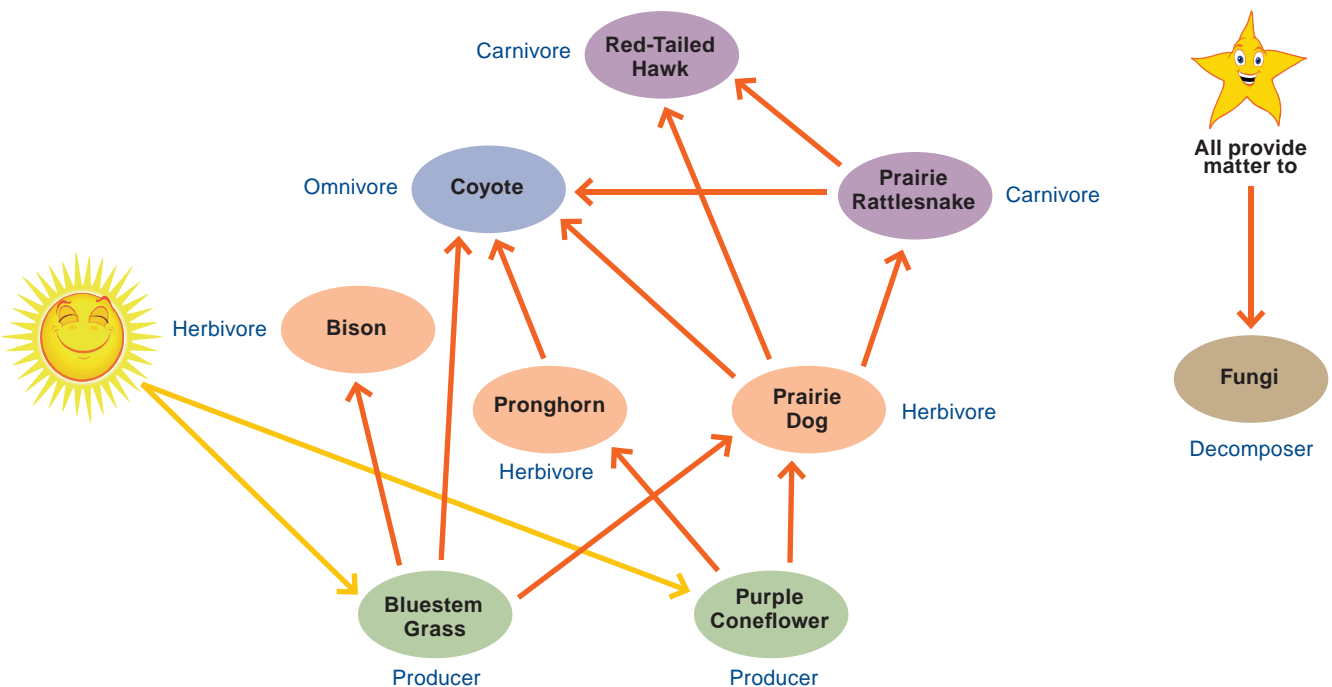 Carnivore
Red-Tailed
Hawk
All provide
matter to
Omnivore
Coyote
Prairie
Rattlesnake
Carnivore
Herbivore
Bison
Pronghorn
Herbivore
Prairie
Dog
Herbivore
Fungi
Decomposer
Bluestem
Grass
Producer
Purple
Coneflower
Producer